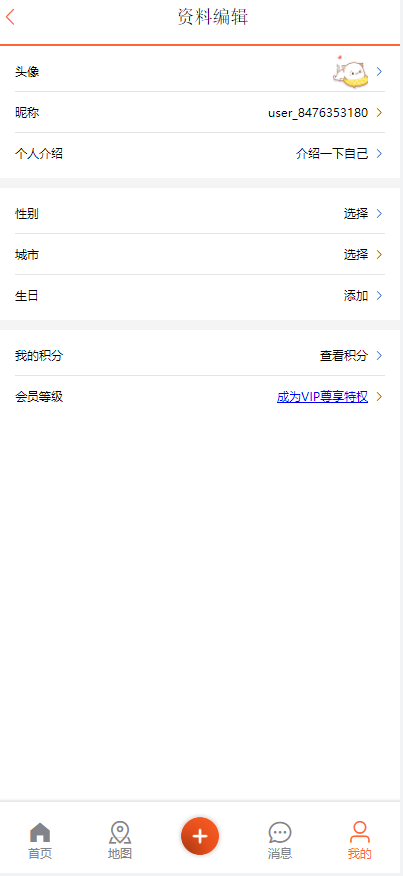 资料编辑
头像
昵称 user_8476353180
个人介绍 介绍一下自己
性别 选择
城市 选择
生日 添加
我的积分 查看积分
会员等级 成为VIP尊享特权
首页 地图 消息 我的